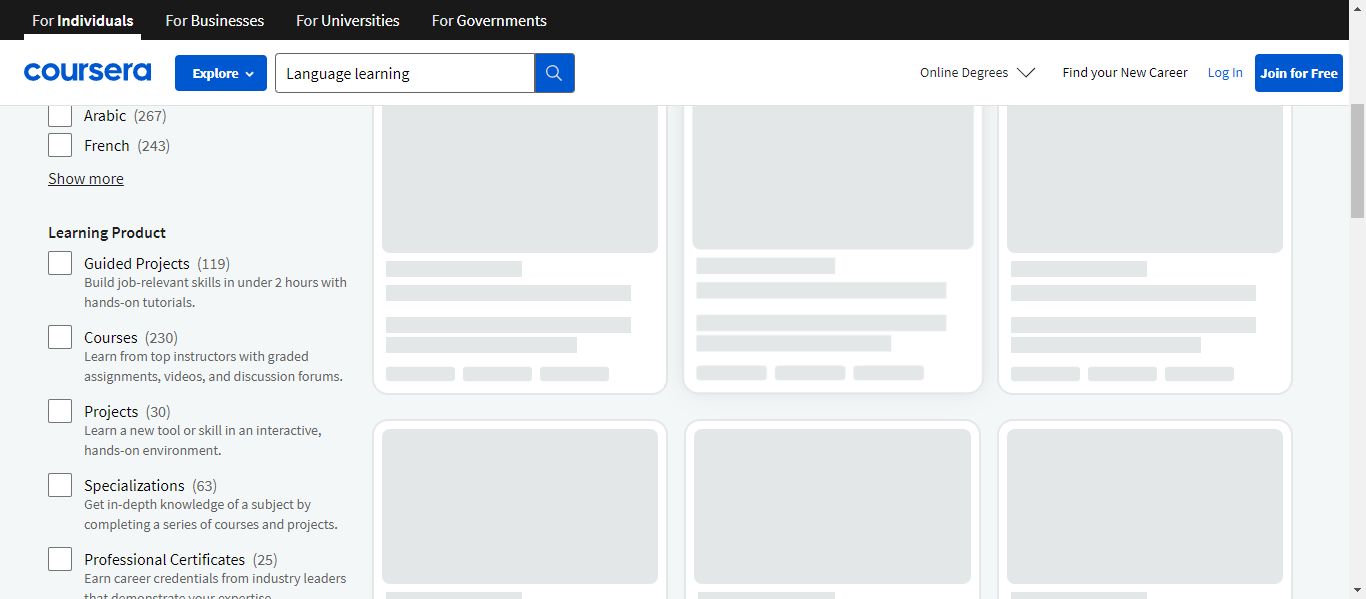 For Individuals For Businesses For Universities For Governments
coursera Explore Language learning Online Degrees Find your New Career Log In Join for Free
Arabic (267)
French (243)
Show more
Learning Product
Guided Projects (119)
Build job-relevant skills in under 2 hours with
hands-on tutorials.
Courses (230)
Learn from top instructors with graded
assignments, videos, and discussion forums.
Projects (30)
Learn a new tool or skill in an interactive,
hands-on environment.
Specializations (63)
Get in-depth knowledge of a subject by
completing a series of courses and projects.
Professional Certificates (25)
Earn career credentials from industry leaders
that demonstrate your expertise.